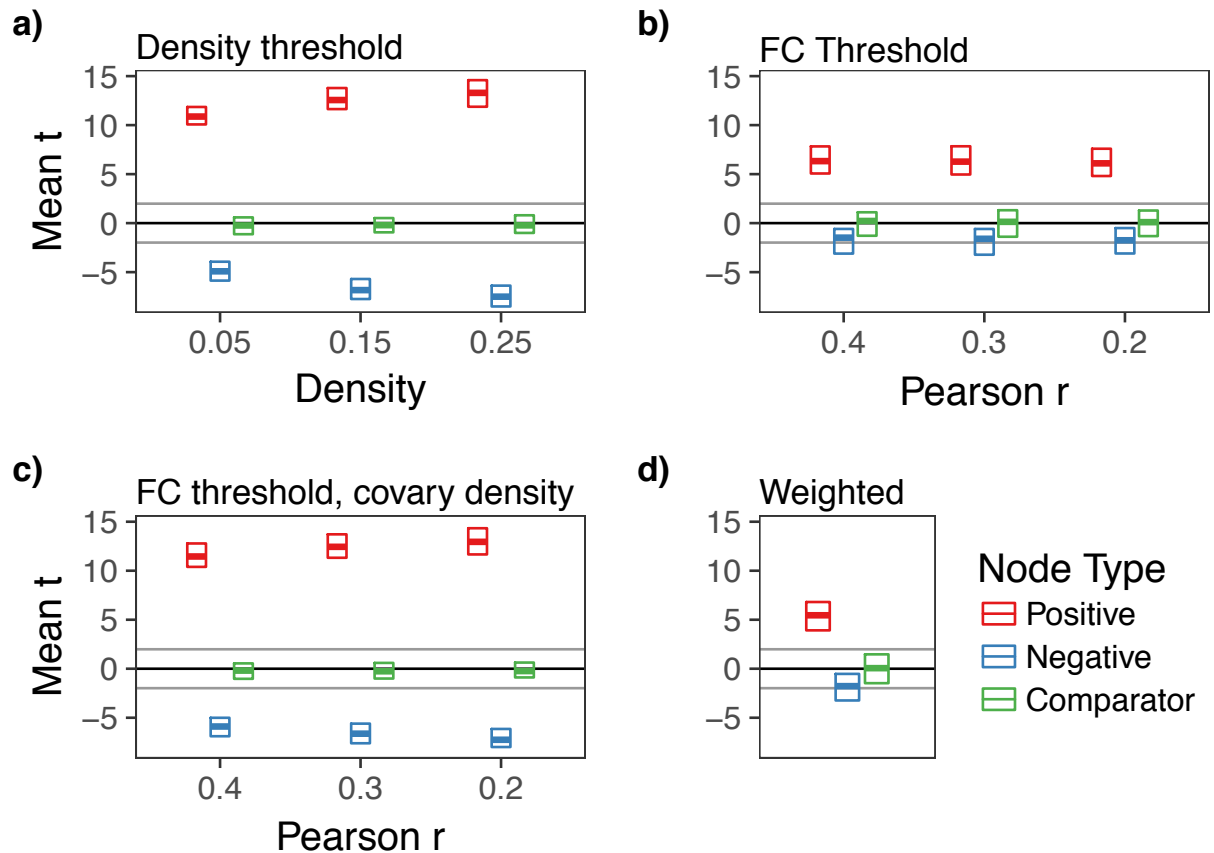 a)
Density threshold
Mean t
15
10
5
0
−5
0.05 0.15 0.25
Density
b)
FC Threshold
15
10
5
0
−5
0.4 0.3 0.2
Pearson r
c)
FC threshold, covary density
Mean t
15
10
5
0
−5
0.4 0.3 0.2
Pearson r
d)
Weighted
15
10
5
0
−5
Node Type
Positive
Negative
Comparator